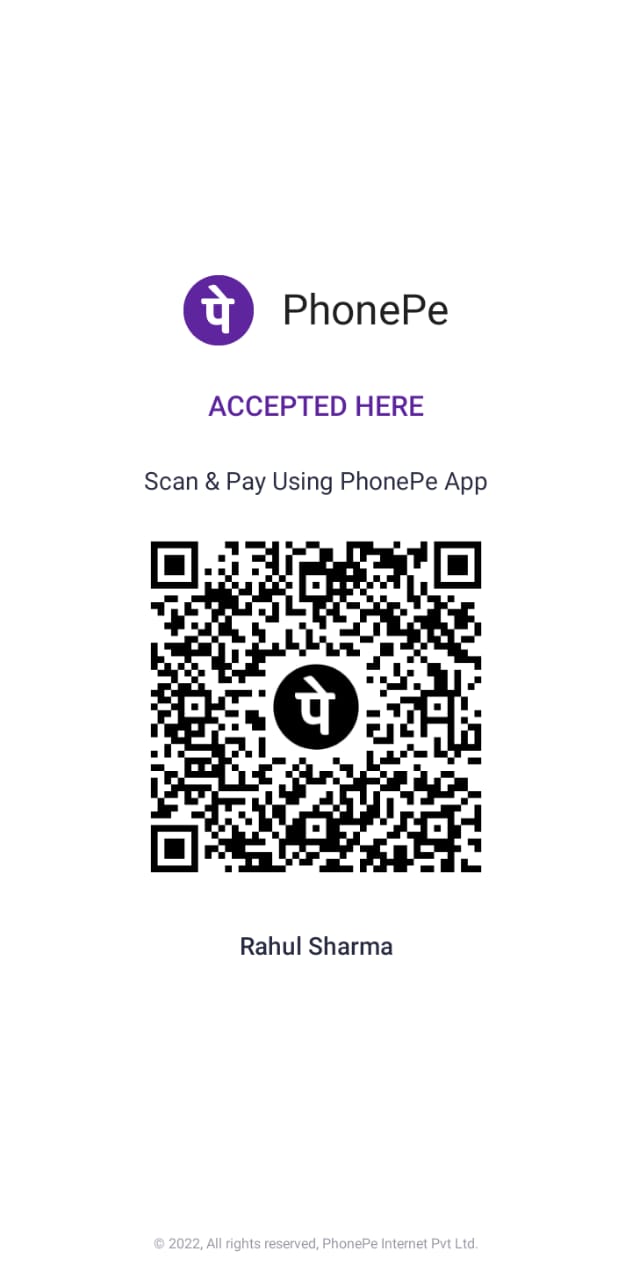 पे PhonePe
ACCEPTED HERE
Scan & Pay Using PhonePe App
पे
Rahul Sharma
© 2022, All rights reserved, PhonePe Internet Pvt Ltd.